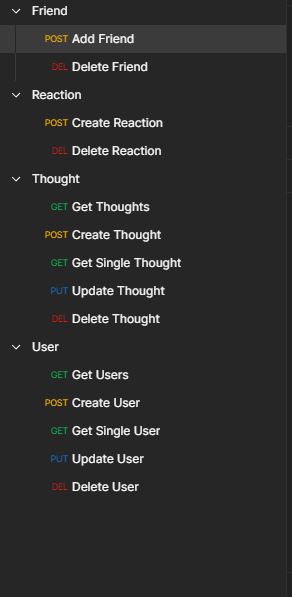 Friend
POST Add Friend
DEL Delete Friend
Reaction
POST Create Reaction
DEL Delete Reaction
Thought
GET Get Thoughts
POST Create Thought
GET Get Single Thought
PUT Update Thought
DEL Delete Thought
User
GET Get Users
POST Create User
GET Get Single User
PUT Update User
DEL Delete User